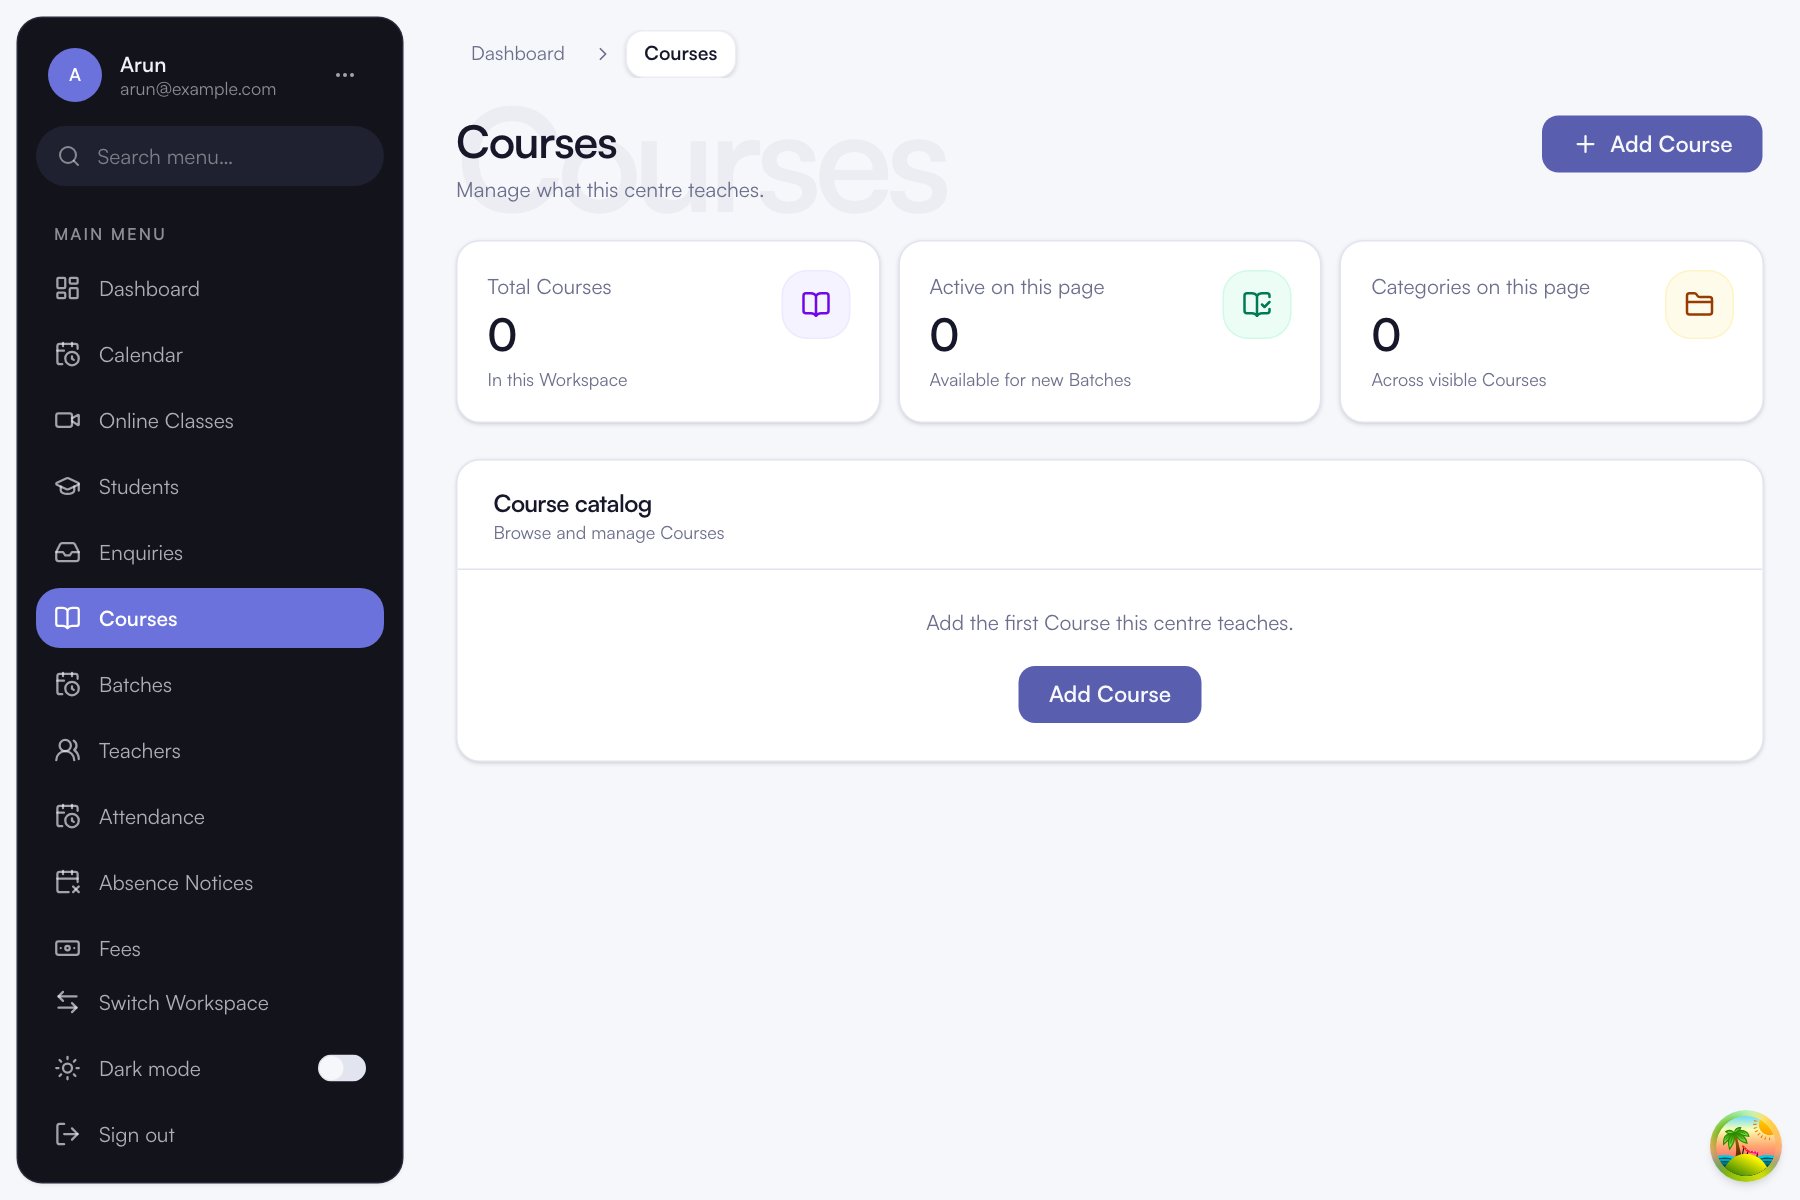 A
Arun
arun@example.com
Search menu...
MAIN MENU
Dashboard
Calendar
Online Classes
Students
Enquiries
Courses
Batches
Teachers
Attendance
Absence Notices
Fees
Switch Workspace
Dark mode
Sign out
Dashboard
Courses
Courses
Courses
Manage what this centre teaches.
Add Course
Total Courses
0
In this Workspace
Active on this page
0
Available for new Batches
Categories on this page
0
Across visible Courses
Course catalog
Browse and manage Courses
Add the first Course this centre teaches.
Add Course